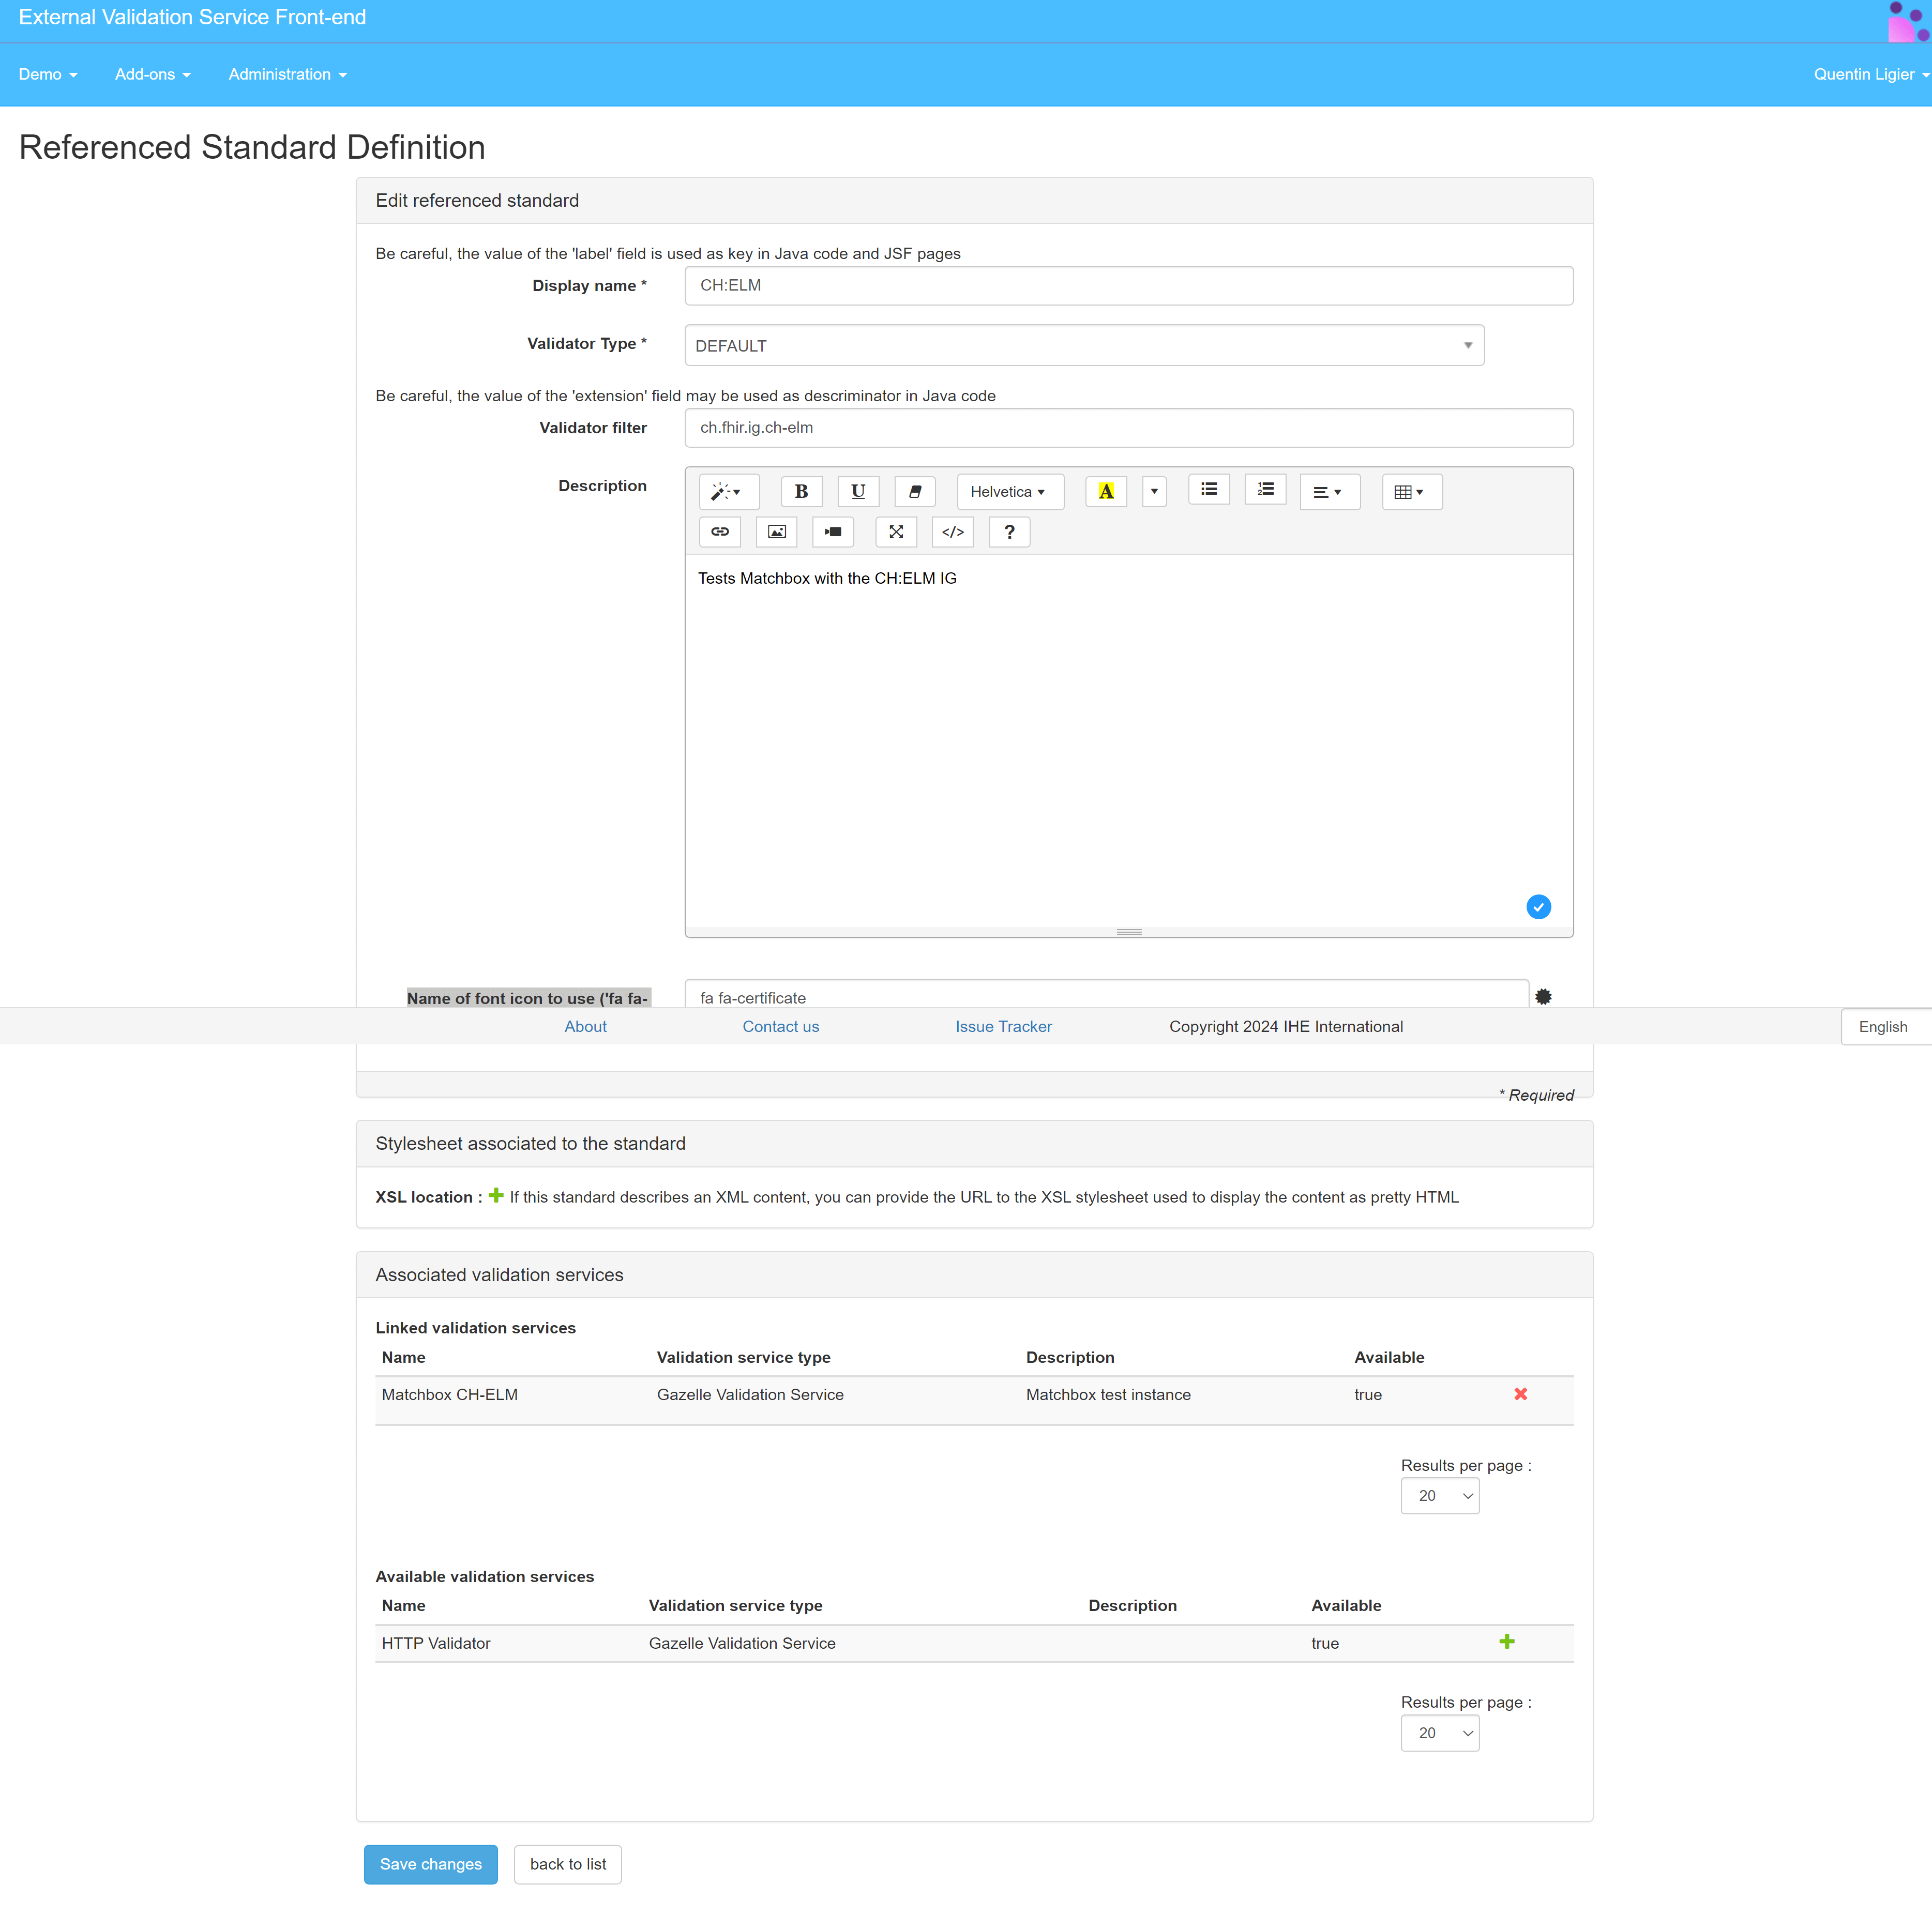 External Validation Service Front-end
Demo Add-ons Administration Quentin Ligier
Referenced Standard Definition
Edit referenced standard
Be careful, the value of the 'label' field is used as key in Java code and JSF pages
Display name * CH:ELM
Validator Type * DEFAULT
Be careful, the value of the 'extension' field may be used as descriminator in Java code
Validator filter ch.fhir.ig.ch-elm
Description
B U Helvetica A
</> ?
Tests Matchbox with the CH:ELM IG
Name of font icon to use ('fa fa- fa fa-certificate
About Contact us Issue Tracker Copyright 2024 IHE International English
* Required
Stylesheet associated to the standard
XSL location : If this standard describes an XML content, you can provide the URL to the XSL stylesheet used to display the content as pretty HTML
Associated validation services
Linked validation services
Name Validation service type Description Available
Matchbox CH-ELM Gazelle Validation Service Matchbox test instance true
Results per page :
20
Available validation services
Name Validation service type Description Available
HTTP Validator Gazelle Validation Service true
Results per page :
20
Save changes back to list